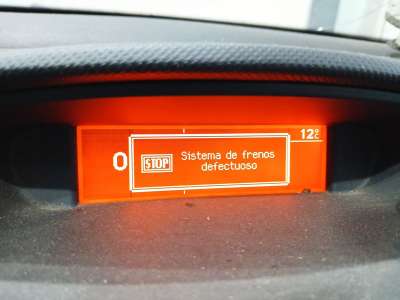 12°C
0
STOP
Sistema de frenos
defectuoso